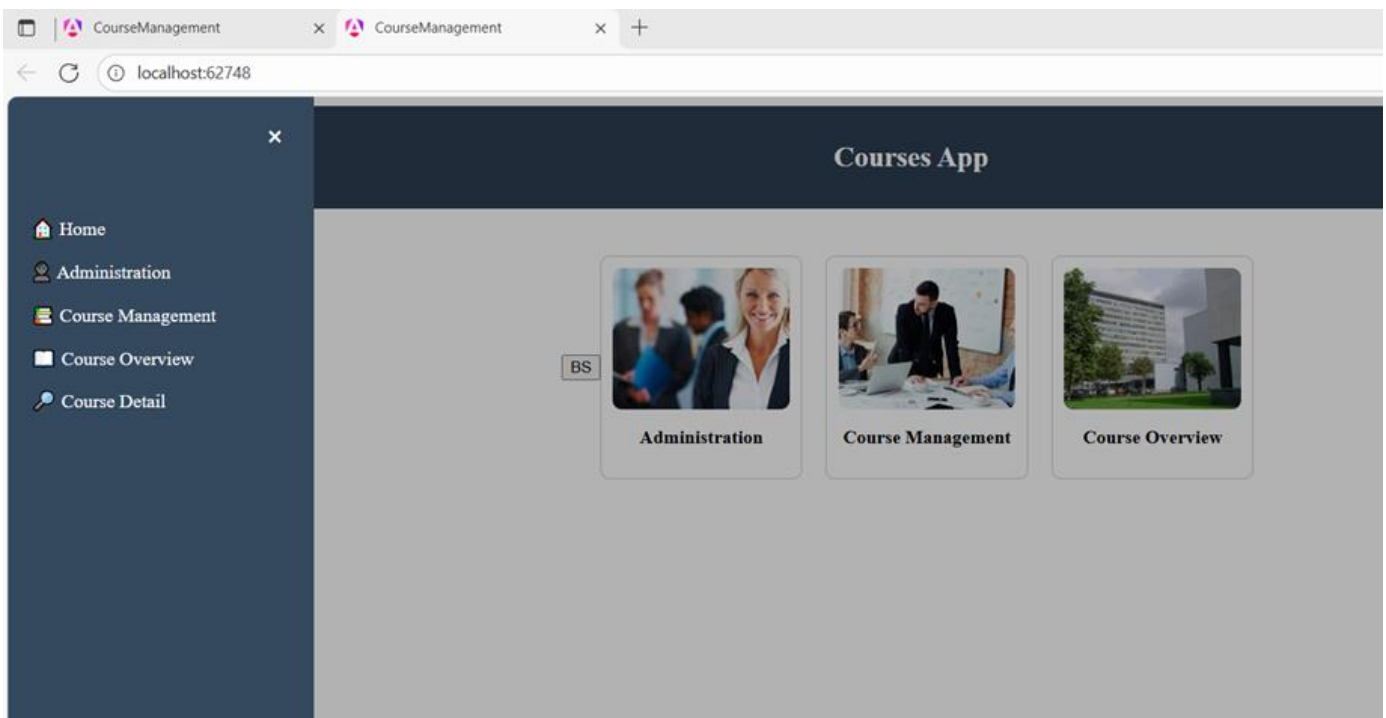 CourseManagement
CourseManagement
localhost:62748
Courses App
Home
Administration
Course Management
Course Overview
Course Detail
BS
Administration
Course Management
Course Overview